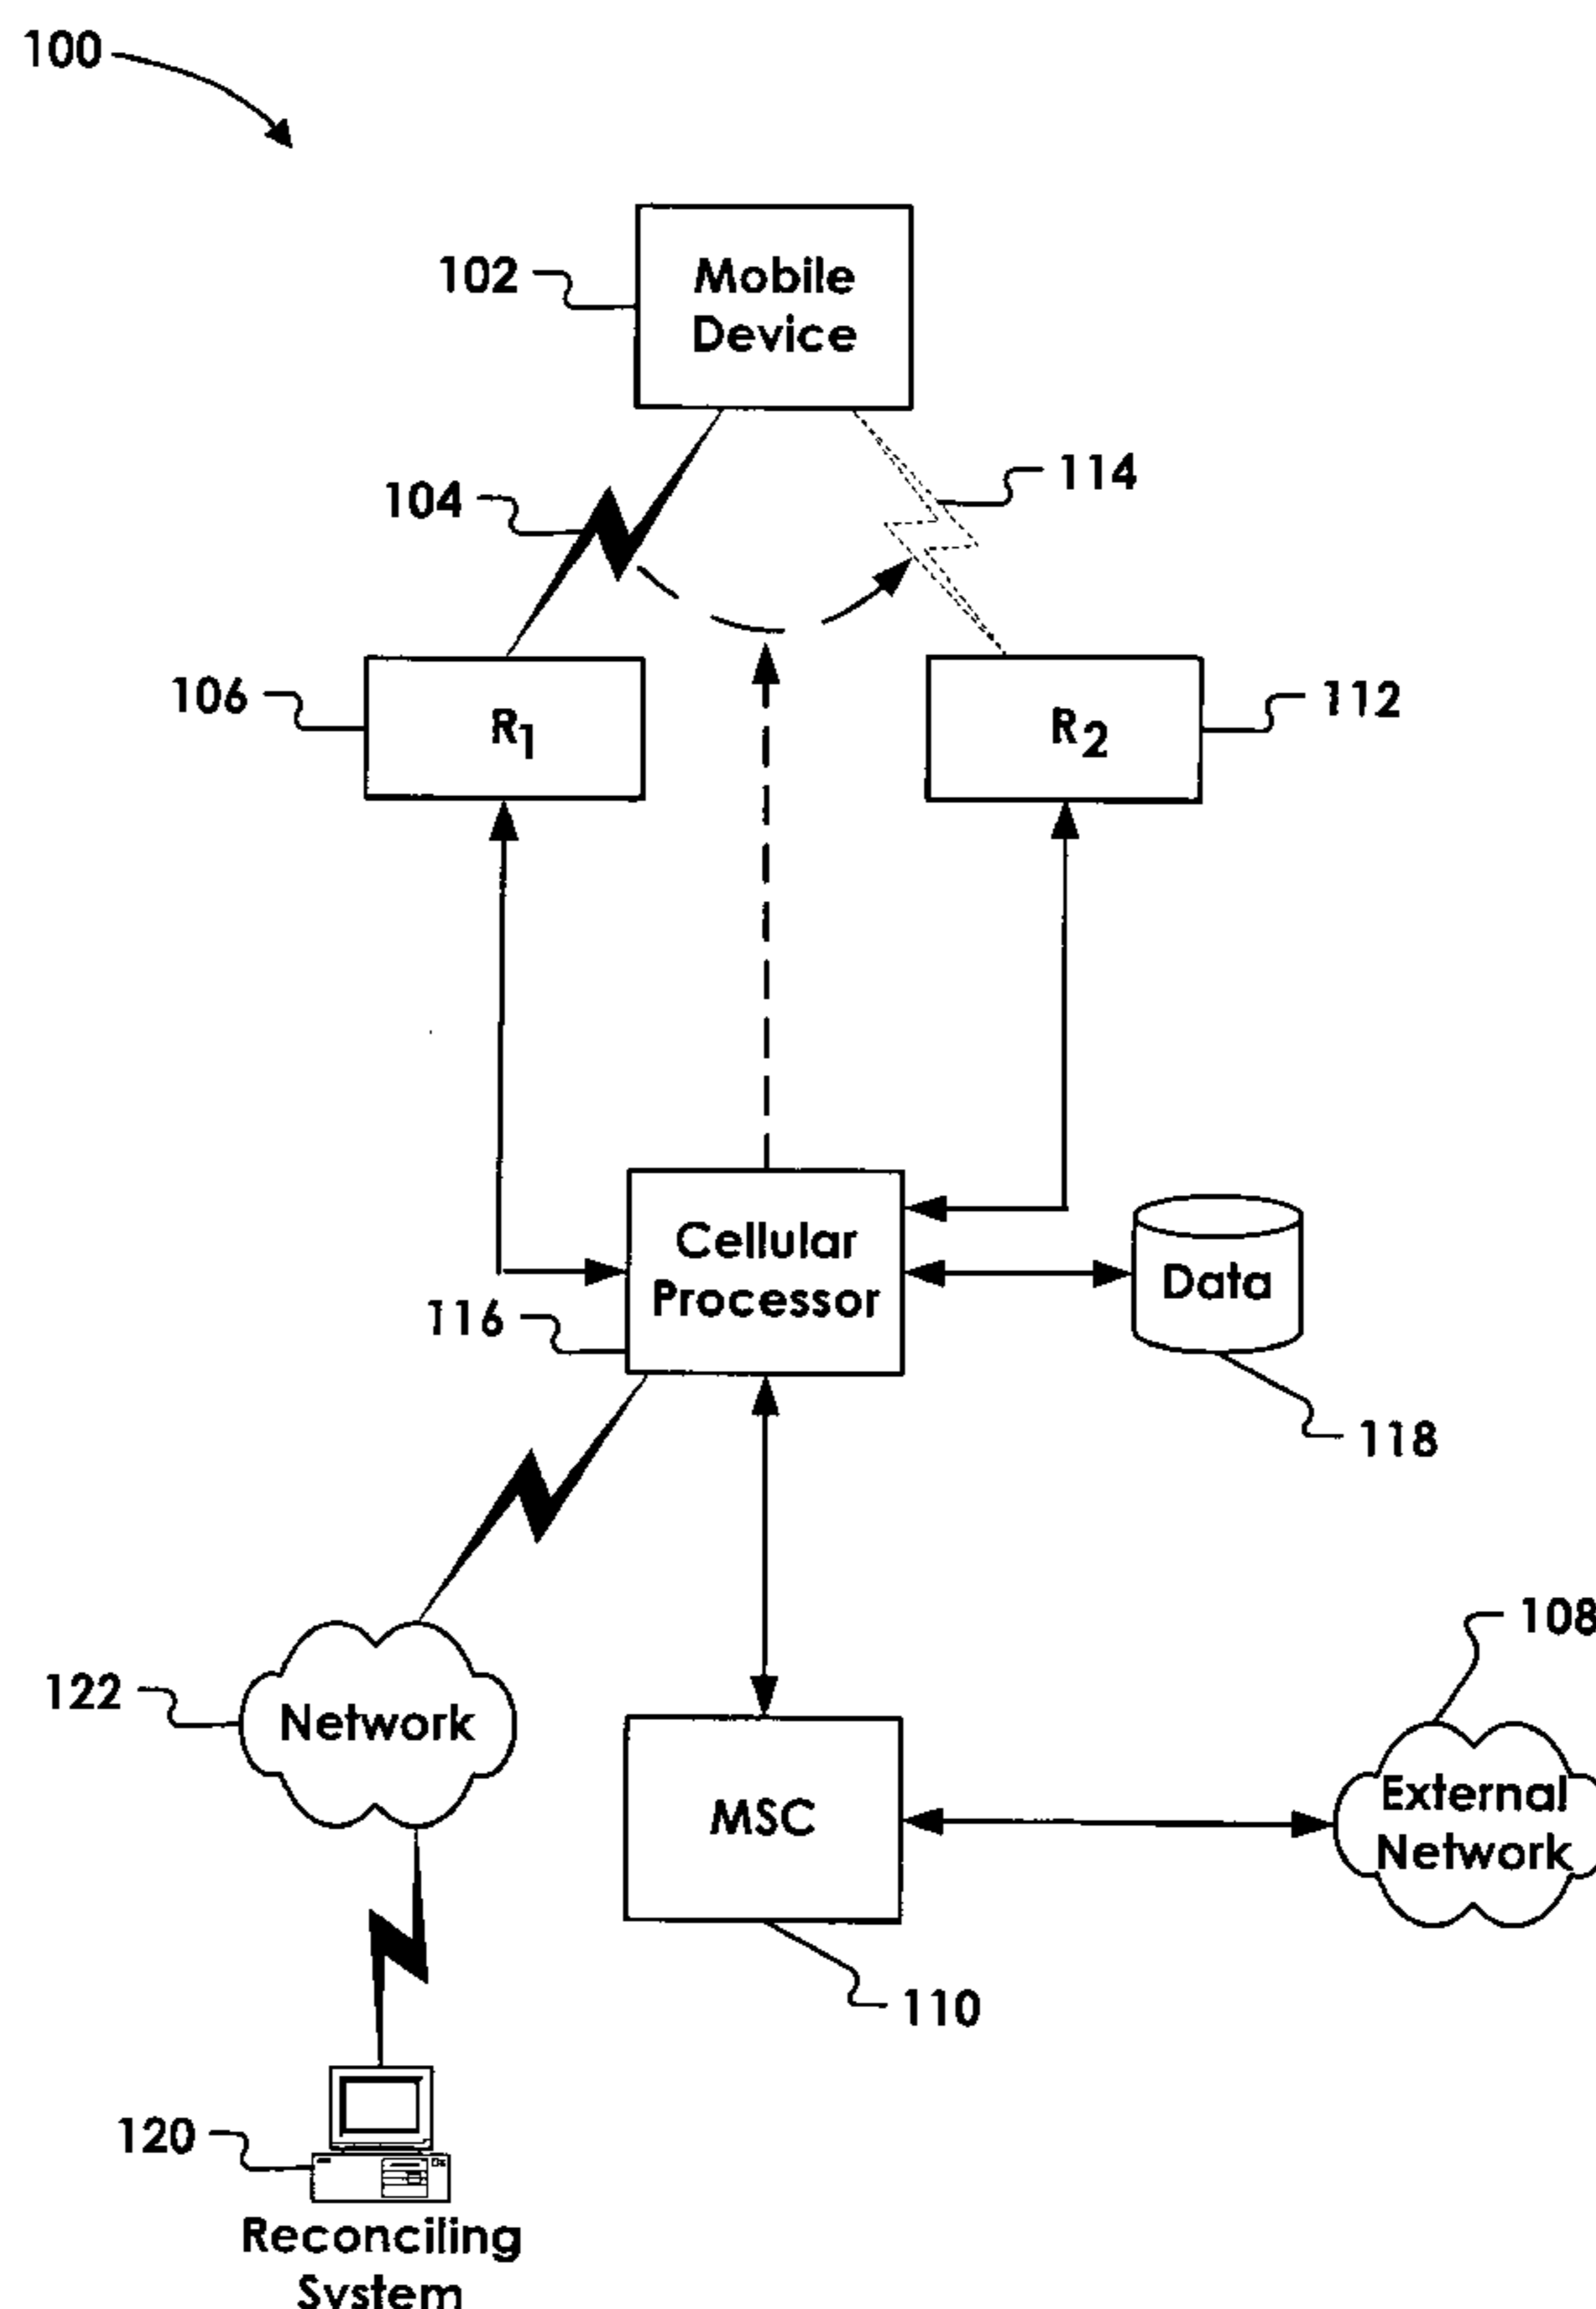 100
102
Mobile
Device
104
114
106
R1
R2
112
Cellular
Processor
116
Data
118
108
122
Network
MSC
External
Network
110
120
Reconciling
System